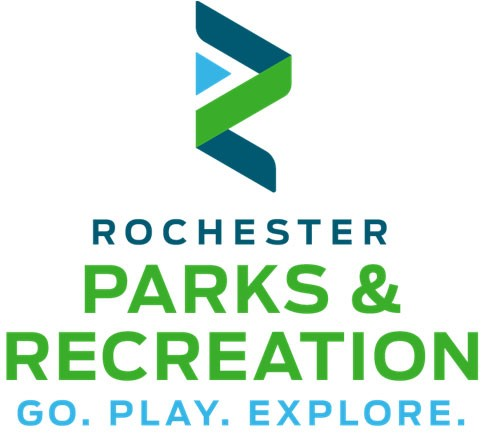 ROCHESTER
PARKS &
RECREATION
GO. PLAY. EXPLORE.